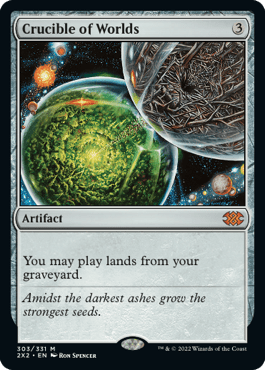 Crucible of Worlds 3
Artifact
You may play lands from your
graveyard.
Amidst the darkest ashes grow the
strongest seeds.
303/331 M
2X2 • EN Ron Spencer
™ & © 2022 Wizards of the Coast